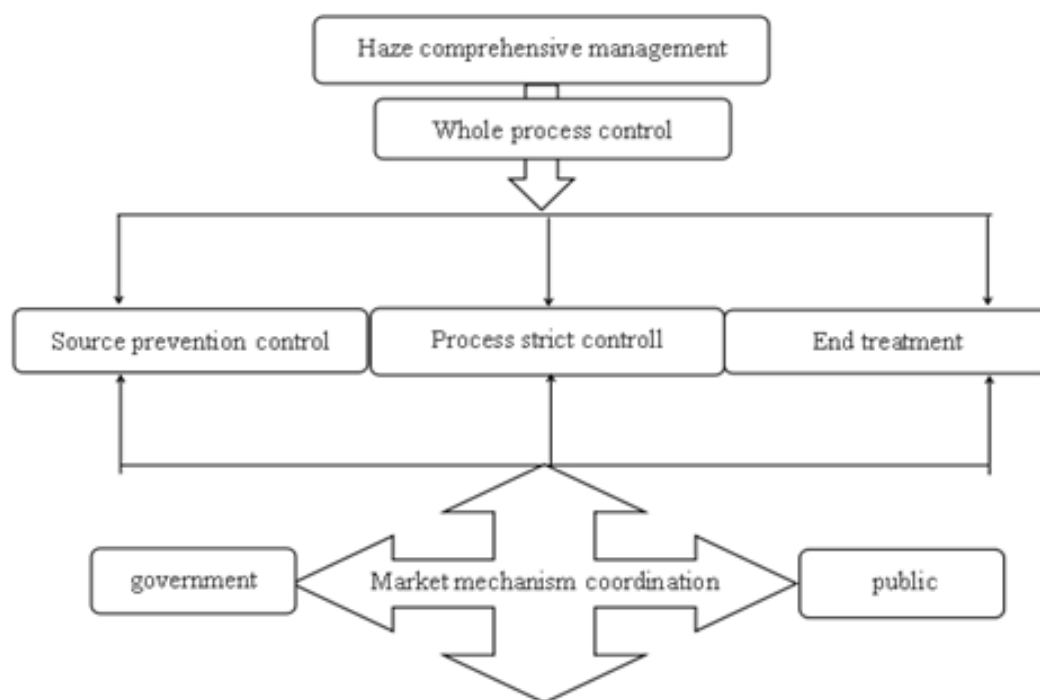 Haze comprehensive management
Whole process control
Source prevention control
Process strict controll
End treatment
government
Market mechanism coordination
public